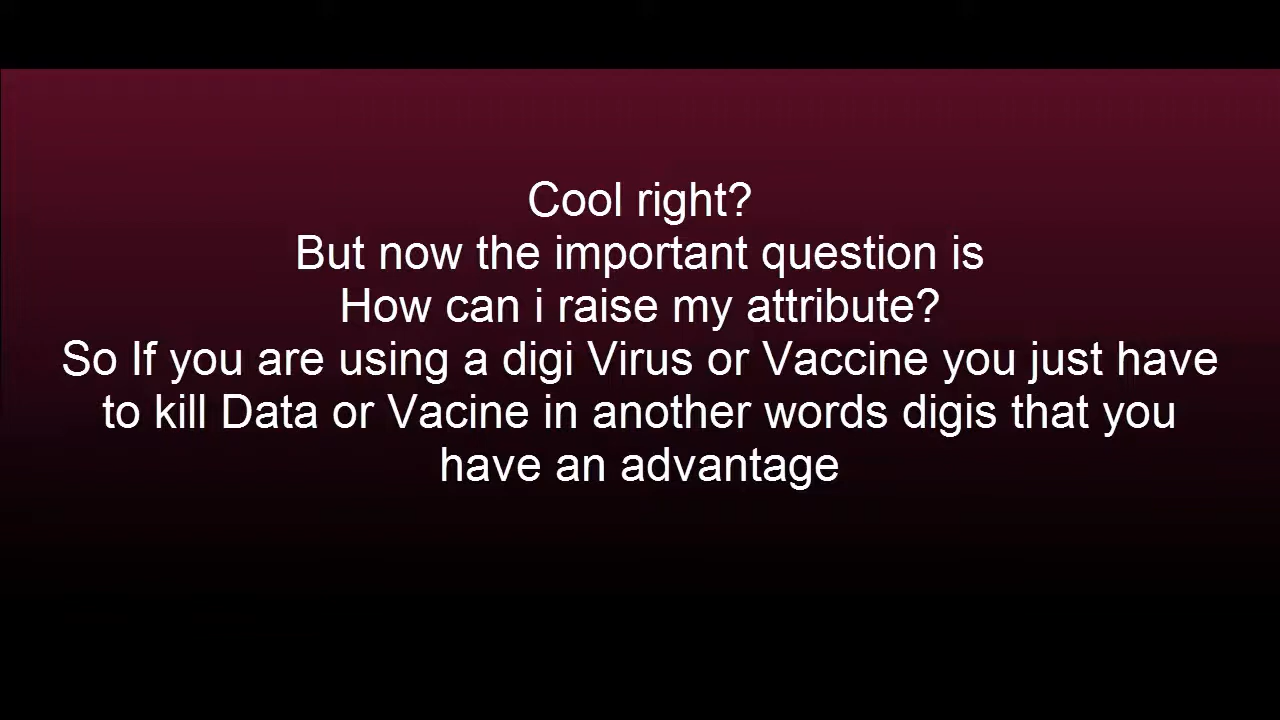 Cool right?
But now the important question is
How can i raise my attribute?
So If you are using a digi Virus or Vaccine you just have
to kill Data or Vacine in another words digis that you
have an advantage